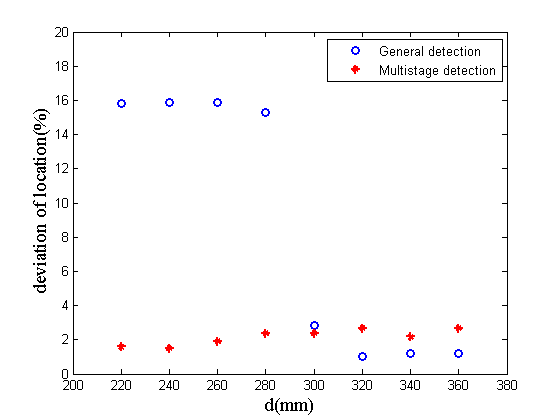 20
18
16
14
12
10
8
6
4
2
0
200 220 240 260 280 300 320 340 360 380
deviation of location(%)
d(mm)
General detection
Multistage detection